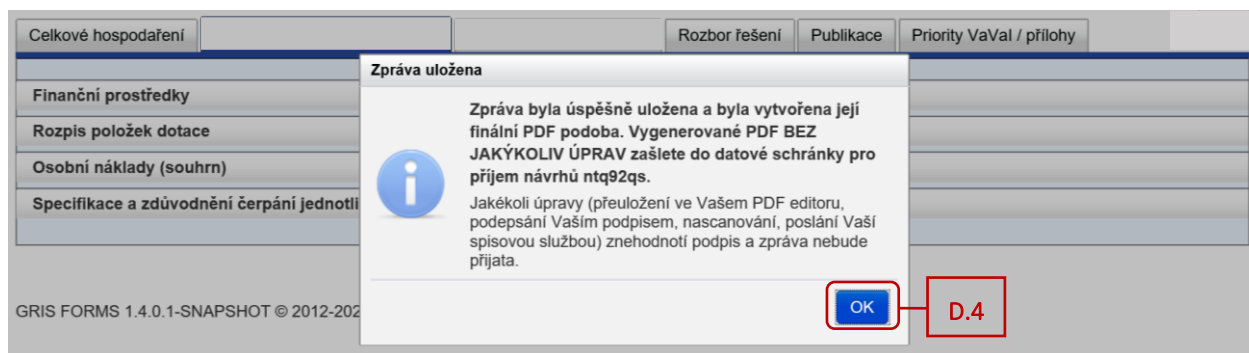 Celkové hospodaření
Rozbor řešení
Publikace
Priority VaVaI / přílohy
Zpráva uložena
Finanční prostředky
Rozpis položek dotace
Osobní náklady (souhrn)
Specifikace a zdůvodnění čerpání jednotli
Zpráva byla úspěšně uložena a byla vytvořena její
finální PDF podoba. Vygenerované PDF BEZ
JAKÝKOLIV ÚPRAV zašlete do datové schránky pro
příjem návrhů ntq92qs.
Jakékoli úpravy (přeuložení ve Vašem PDF editoru,
podepsání Vaším podpisem, nascanování, poslání Vaší
spisovou službou) znehodnotí podpis a zpráva nebude
přijata.
OK
D.4
GRIS FORMS 1.4.0.1-SNAPSHOT © 2012-202